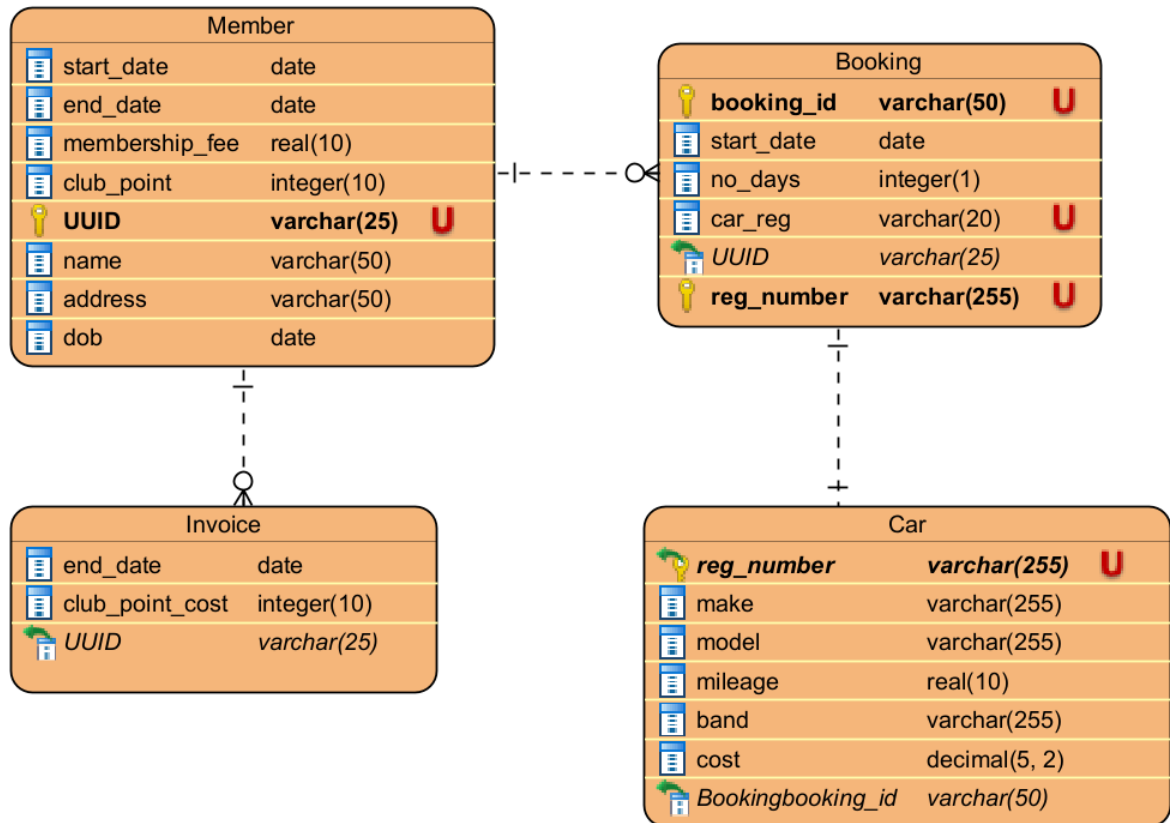 Member
start_date date
end_date date
membership_fee real(10)
club_point integer(10)
UUID varchar(25) U
name varchar(50)
address varchar(50)
dob date
Booking
booking_id varchar(50) U
start_date date
no_days integer(1)
car_reg varchar(20) U
UUID varchar(25)
reg_number varchar(255) U
Invoice
end_date date
club_point_cost integer(10)
UUID varchar(25)
Car
reg_number varchar(255) U
make varchar(255)
model varchar(255)
mileage real(10)
band varchar(255)
cost decimal(5, 2)
Bookingbooking_id varchar(50)